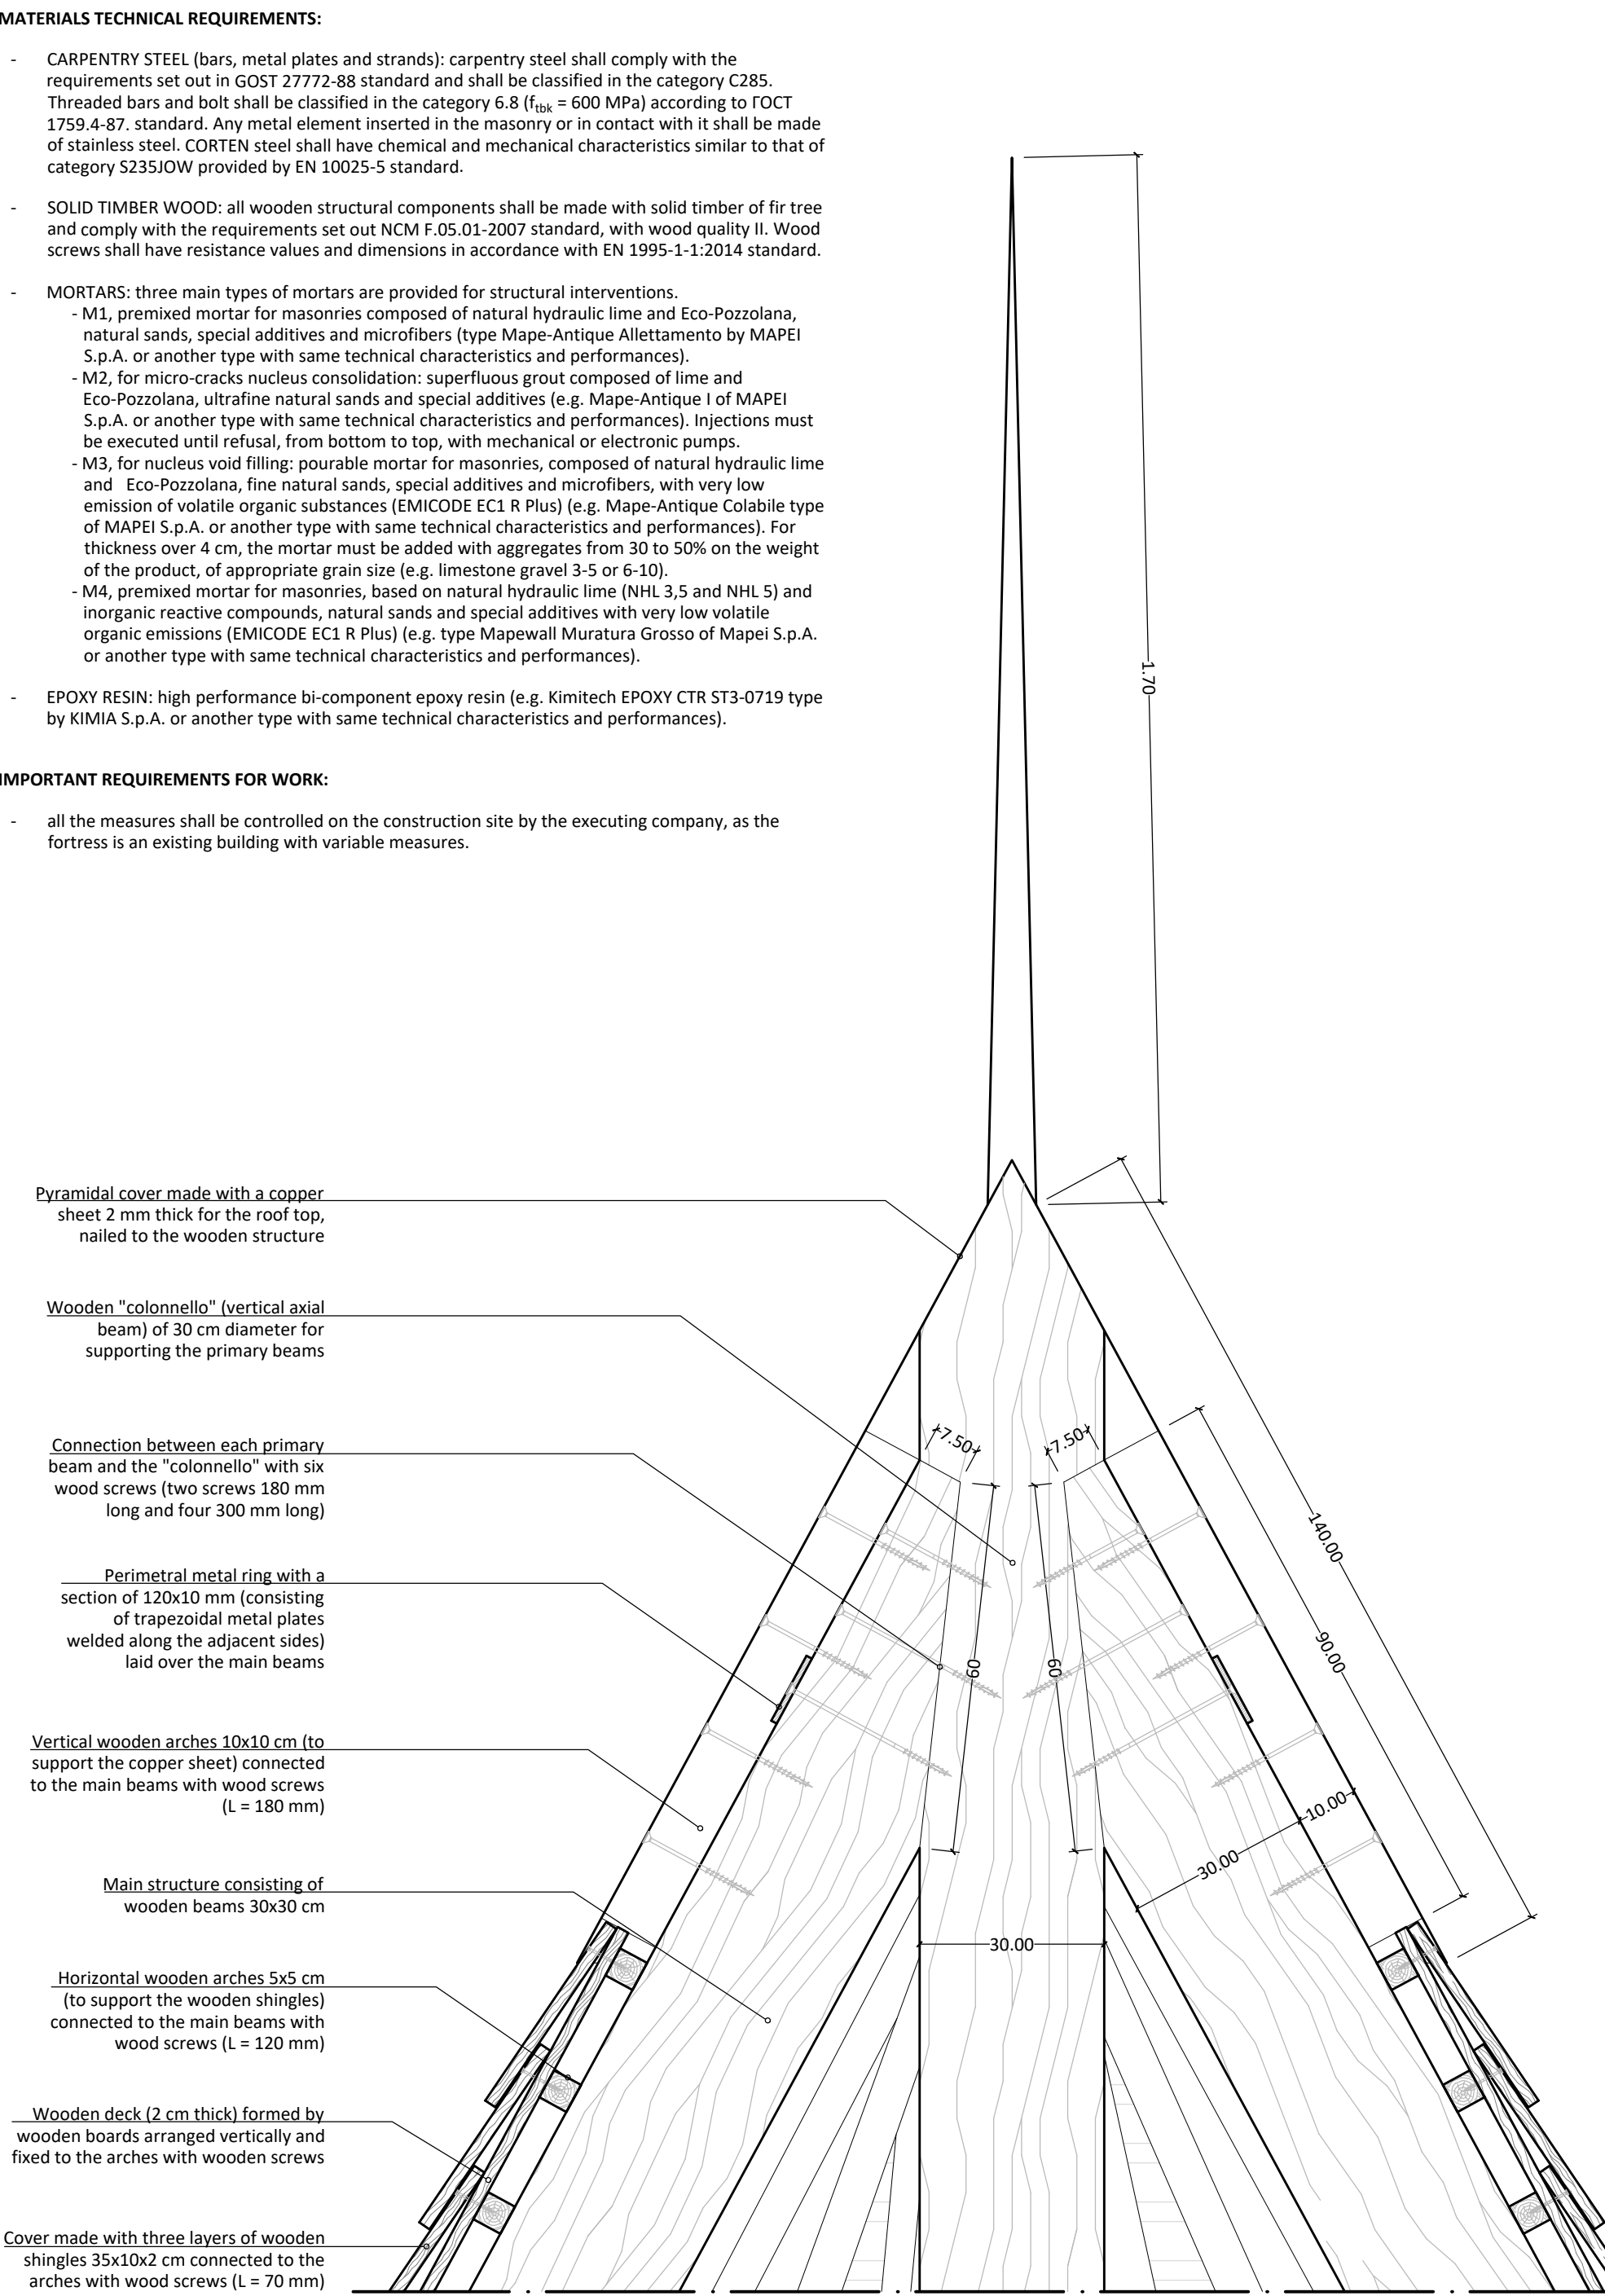 MATERIALS TECHNICAL REQUIREMENTS:
- CARPENTRY STEEL (bars, metal plates and strands): carpentry steel shall comply with the
requirements set out in GOST 27772-88 standard and shall be classified in the category C285.
Threaded bars and bolt shall be classified in the category 6.8 (ftbk = 600 MPa) according to ГОСТ
1759.4-87. standard. Any metal element inserted in the masonry or in contact with it shall be made
of stainless steel. CORTEN steel shall have chemical and mechanical characteristics similar to that of
category S235JOW provided by EN 10025-5 standard.
- SOLID TIMBER WOOD: all wooden structural components shall be made with solid timber of fir tree
and comply with the requirements set out NCM F.05.01-2007 standard, with wood quality II. Wood
screws shall have resistance values and dimensions in accordance with EN 1995-1-1:2014 standard.
- MORTARS: three main types of mortars are provided for structural interventions.
- M1, premixed mortar for masonries composed of natural hydraulic lime and Eco-Pozzolana,
natural sands, special additives and microfibers (type Mape-Antique Allettamento by MAPEI
S.p.A. or another type with same technical characteristics and performances).
- M2, for micro-cracks nucleus consolidation: superfluous grout composed of lime and
Eco-Pozzolana, ultrafine natural sands and special additives (e.g. Mape-Antique I of MAPEI
S.p.A. or another type with same technical characteristics and performances). Injections must
be executed until refusal, from bottom to top, with mechanical or electronic pumps.
- M3, for nucleus void filling: pourable mortar for masonries, composed of natural hydraulic lime
and Eco-Pozzolana, fine natural sands, special additives and microfibers, with very low
emission of volatile organic substances (EMICODE EC1 R Plus) (e.g. Mape-Antique Colabile type
of MAPEI S.p.A. or another type with same technical characteristics and performances). For
thickness over 4 cm, the mortar must be added with aggregates from 30 to 50% on the weight
of the product, of appropriate grain size (e.g. limestone gravel 3-5 or 6-10).
- M4, premixed mortar for masonries, based on natural hydraulic lime (NHL 3,5 and NHL 5) and
inorganic reactive compounds, natural sands and special additives with very low volatile
organic emissions (EMICODE EC1 R Plus) (e.g. type Mapewall Muratura Grosso of Mapei S.p.A.
or another type with same technical characteristics and performances).
- EPOXY RESIN: high performance bi-component epoxy resin (e.g. Kimitech EPOXY CTR ST3-0719 type
by KIMIA S.p.A. or another type with same technical characteristics and performances).
IMPORTANT REQUIREMENTS FOR WORK:
- all the measures shall be controlled on the construction site by the executing company, as the
fortress is an existing building with variable measures.
1.70
Pyramidal cover made with a copper
sheet 2 mm thick for the roof top,
nailed to the wooden structure
Wooden "colonnello" (vertical axial
beam) of 30 cm diameter for
supporting the primary beams
7.50
7.50
Connection between each primary
beam and the "colonnello" with six
wood screws (two screws 180 mm
long and four 300 mm long)
140.00
Perimetral metal ring with a
section of 120x10 mm (consisting
of trapezoidal metal plates
welded along the adjacent sides)
laid over the main beams
60
60
90.00
Vertical wooden arches 10x10 cm (to
support the copper sheet) connected
to the main beams with wood screws
(L = 180 mm)
10.00
30.00
Main structure consisting of
wooden beams 30x30 cm
30.00
Horizontal wooden arches 5x5 cm
(to support the wooden shingles)
connected to the main beams with
wood screws (L = 120 mm)
Wooden deck (2 cm thick) formed by
wooden boards arranged vertically and
fixed to the arches with wooden screws
Cover made with three layers of wooden
shingles 35x10x2 cm connected to the
arches with wood screws (L = 70 mm)